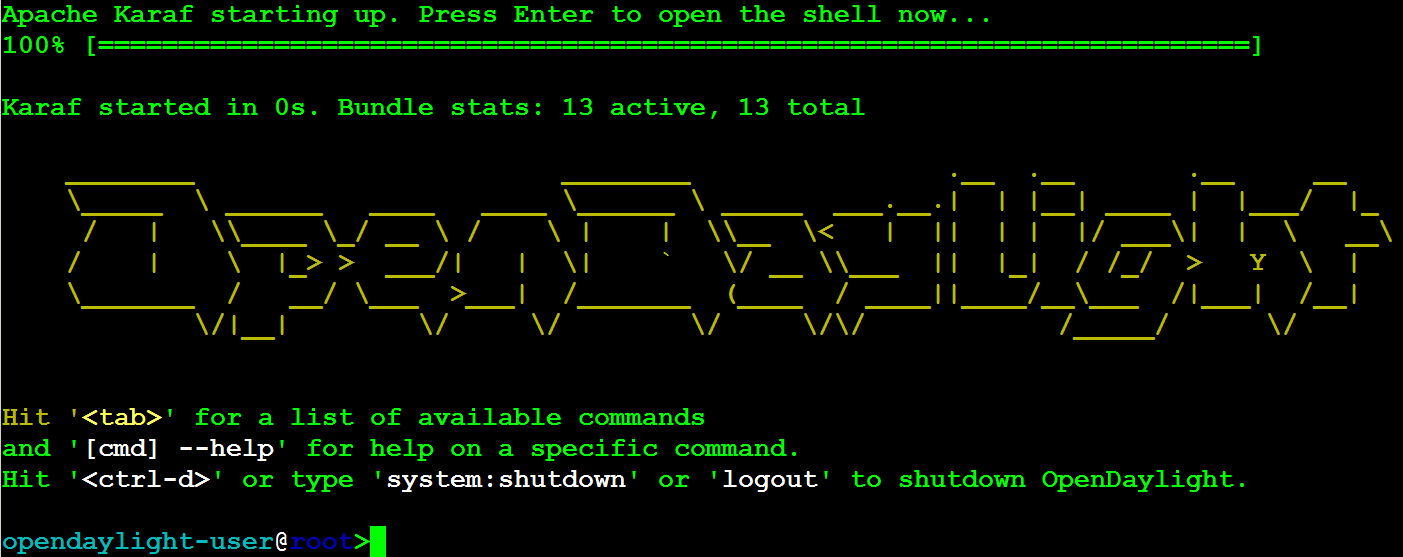 Apache Karaf starting up. Press Enter to open the shell now...
100% [========================================================================]
Karaf started in 0s. Bundle stats: 13 active, 13 total
OpenDaylight
Hit '<tab>' for a list of available commands
and '[cmd] --help' for help on a specific command.
Hit '<ctrl-d>' or type 'system:shutdown' or 'logout' to shutdown OpenDaylight.
opendaylight-user@root>